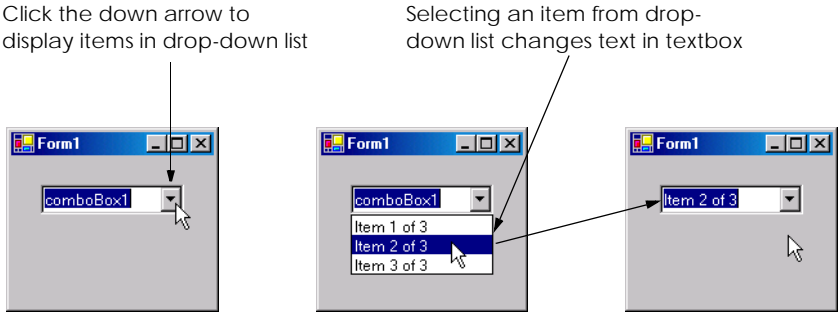 Click the down arrow to
display items in drop-down list
Selecting an item from drop-
down list changes text in textbox
Form1
comboBox1
Form1
comboBox1
Item 1 of 3
Item 2 of 3
Item 3 of 3
Form1
Item 2 of 3